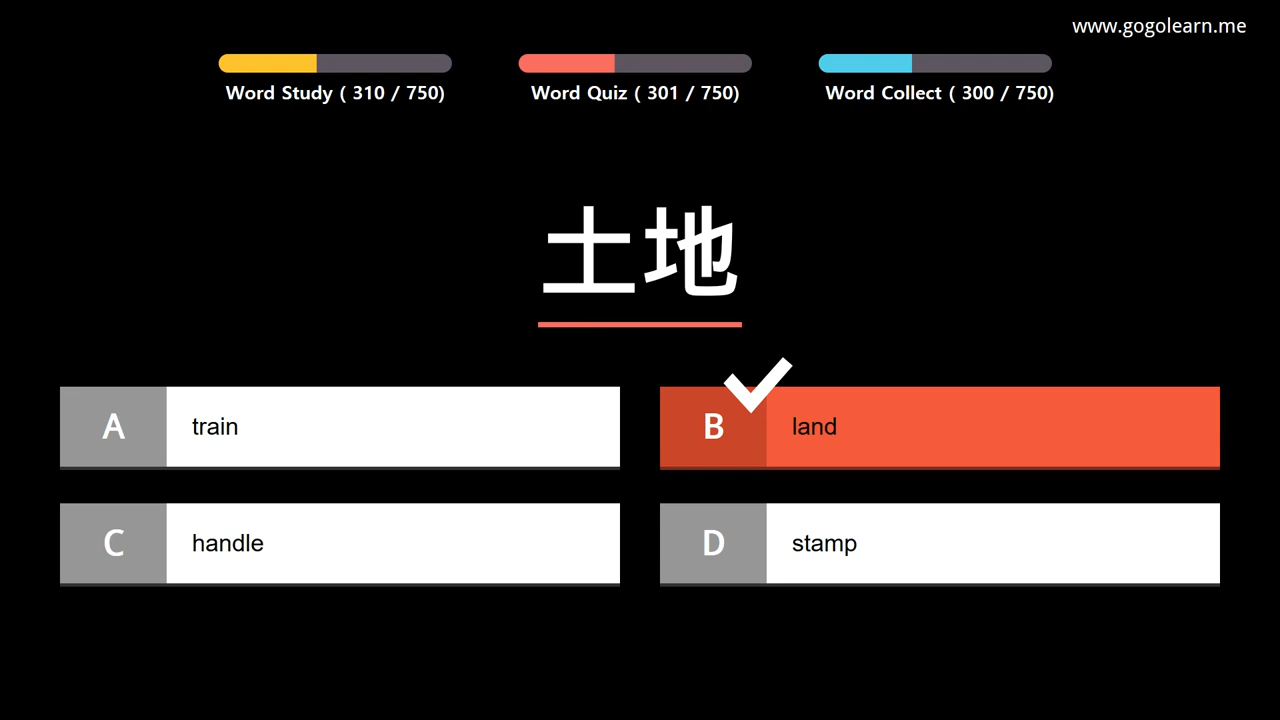 www.gogolearn.me
Word Study ( 310 / 750)
Word Quiz ( 301 / 750)
Word Collect ( 300 / 750)
土地
A train
B land
C handle
D stamp